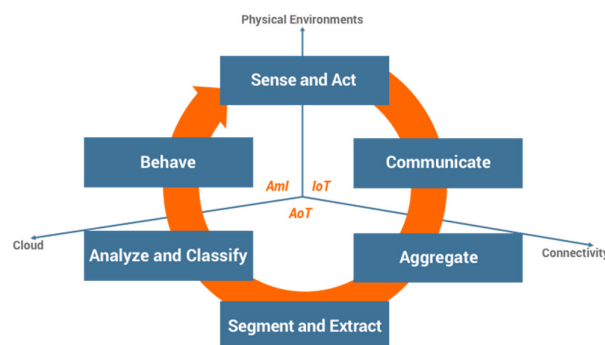 Physical Environments
Sense and Act
Behave
Communicate
AmI IoT
AoT
Cloud
Analyze and Classify
Aggregate
Connectivity
Segment and Extract